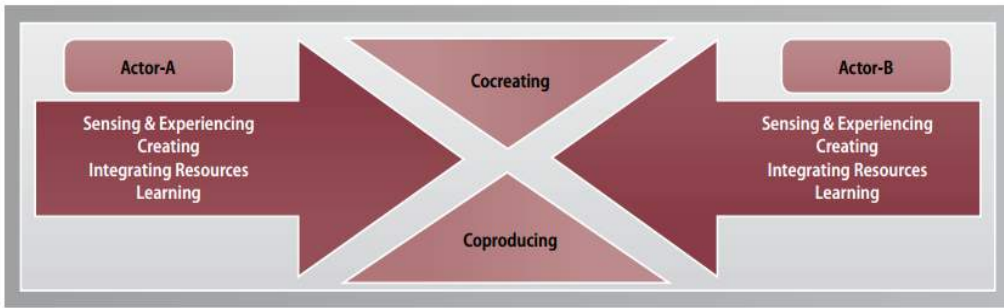 Actor-A
Sensing & Experiencing
Creating
Integrating Resources
Learning
Cocreating
Coproducing
Actor-B
Sensing & Experiencing
Creating
Integrating Resources
Learning